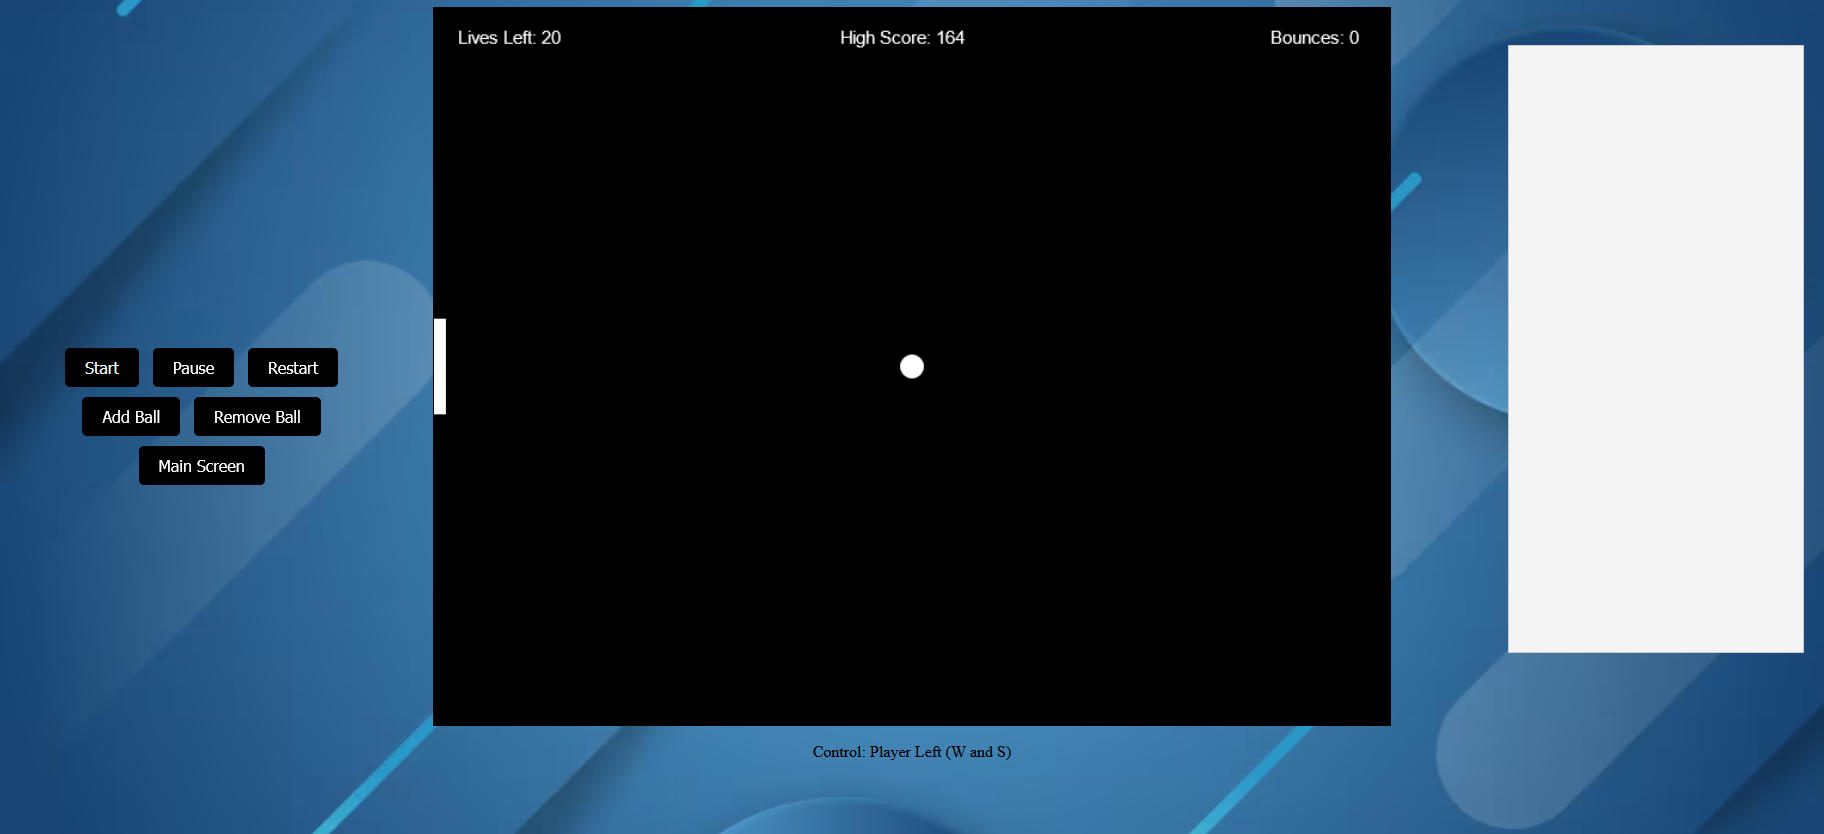 Lives Left: 20
High Score: 164
Bounces: 0
Start
Pause
Restart
Add Ball
Remove Ball
Main Screen
Control: Player Left (W and S)